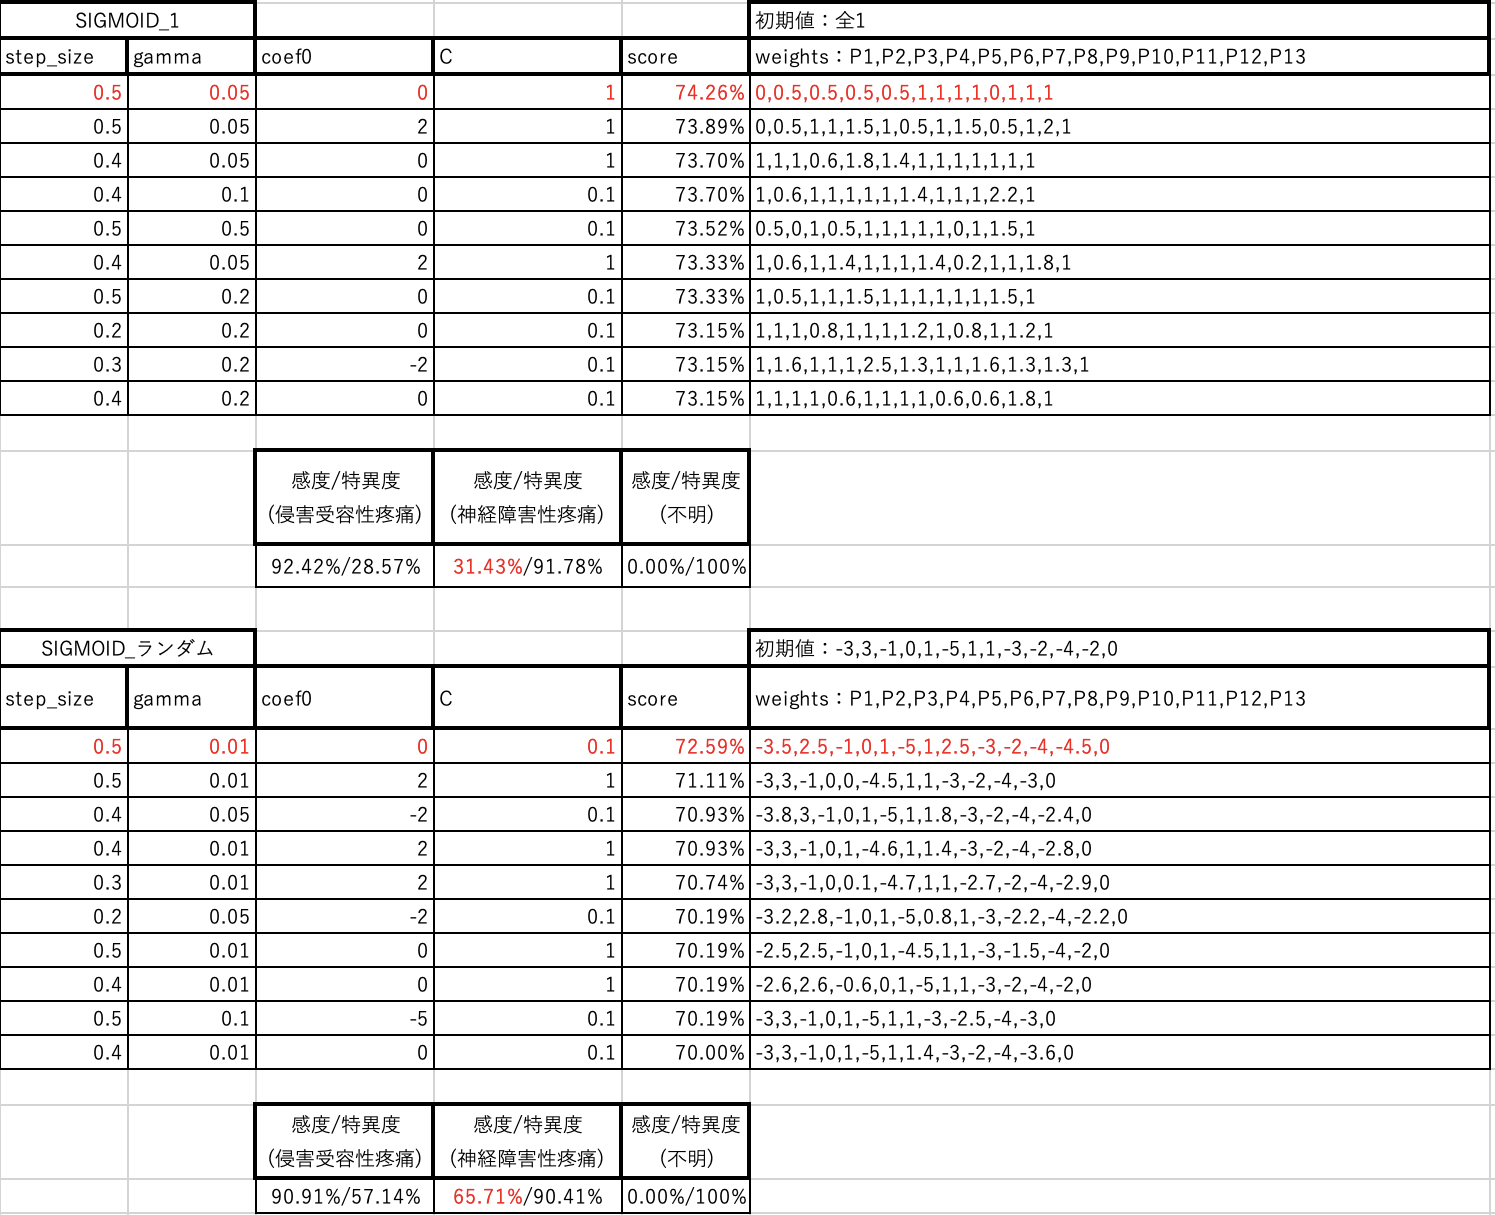 SIGMOID_1 初期値：全1
step_size gamma coef0 C score weights：P1,P2,P3,P4,P5,P6,P7,P8,P9,P10,P11,P12,P13
0.5 0.05 0 1 74.26% 0,0.5,0.5,0.5,0.5,1,1,1,1,0,1,1,1
0.5 0.05 2 1 73.89% 0,0.5,1,1,1.5,1,0.5,1,1.5,0.5,1,2,1
0.4 0.05 0 1 73.70% 1,1,1,0.6,1.8,1.4,1,1,1,1,1,1,1
0.4 0.1 0 0.1 73.70% 1,0.6,1,1,1,1,1,1.4,1,1,1,2.2,1
0.5 0.5 0 0.1 73.52% 0.5,0,1,0.5,1,1,1,1,1,0,1,1.5,1
0.4 0.05 2 1 73.33% 1,0.6,1,1.4,1,1,1,1.4,0.2,1,1,1.8,1
0.5 0.2 0 0.1 73.33% 1,0.5,1,1,1.5,1,1,1,1,1,1,1.5,1
0.2 0.2 0 0.1 73.15% 1,1,1,0.8,1,1,1,1.2,1,0.8,1,1.2,1
0.3 0.2 -2 0.1 73.15% 1,1.6,1,1,1,2.5,1.3,1,1,1.6,1.3,1.3,1
0.4 0.2 0 0.1 73.15% 1,1,1,1,0.6,1,1,1,1,0.6,0.6,1.8,1
感度/特異度 感度/特異度 感度/特異度
(侵害受容性疼痛) (神経障害性疼痛) (不明)
92.42%/28.57% 31.43%/91.78% 0.00%/100%
SIGMOID_ランダム 初期値：-3,3,-1,0,1,-5,1,1,-3,-2,-4,-2,0
step_size gamma coef0 C score weights：P1,P2,P3,P4,P5,P6,P7,P8,P9,P10,P11,P12,P13
0.5 0.01 0 0.1 72.59% -3.5,2.5,-1,0,1,-5,1,2.5,-3,-2,-4,-4.5,0
0.5 0.01 2 1 71.11% -3,3,-1,0,0,-4.5,1,1,-3,-2,-4,-3,0
0.4 0.05 -2 0.1 70.93% -3.8,3,-1,0,1,-5,1,1.8,-3,-2,-4,-2.4,0
0.4 0.01 2 1 70.93% -3,3,-1,0,1,-4.6,1,1.4,-3,-2,-4,-2.8,0
0.3 0.01 2 1 70.74% -3,3,-1,0,0.1,-4.7,1,1,-2.7,-2,-4,-2.9,0
0.2 0.05 -2 0.1 70.19% -3.2,2.8,-1,0,1,-5,0.8,1,-3,-2.2,-4,-2.2,0
0.5 0.01 0 1 70.19% -2.5,2.5,-1,0,1,-4.5,1,1,-3,-1.5,-4,-2,0
0.4 0.01 0 1 70.19% -2.6,2.6,-0.6,0,1,-5,1,1,-3,-2,-4,-2,0
0.5 0.1 -5 0.1 70.19% -3,3,-1,0,1,-5,1,1,-3,-2.5,-4,-3,0
0.4 0.01 0 0.1 70.00% -3,3,-1,0,1,-5,1,1.4,-3,-2,-4,-3.6,0
感度/特異度 感度/特異度 感度/特異度
(侵害受容性疼痛) (神経障害性疼痛) (不明)
90.91%/57.14% 65.71%/90.41% 0.00%/100%